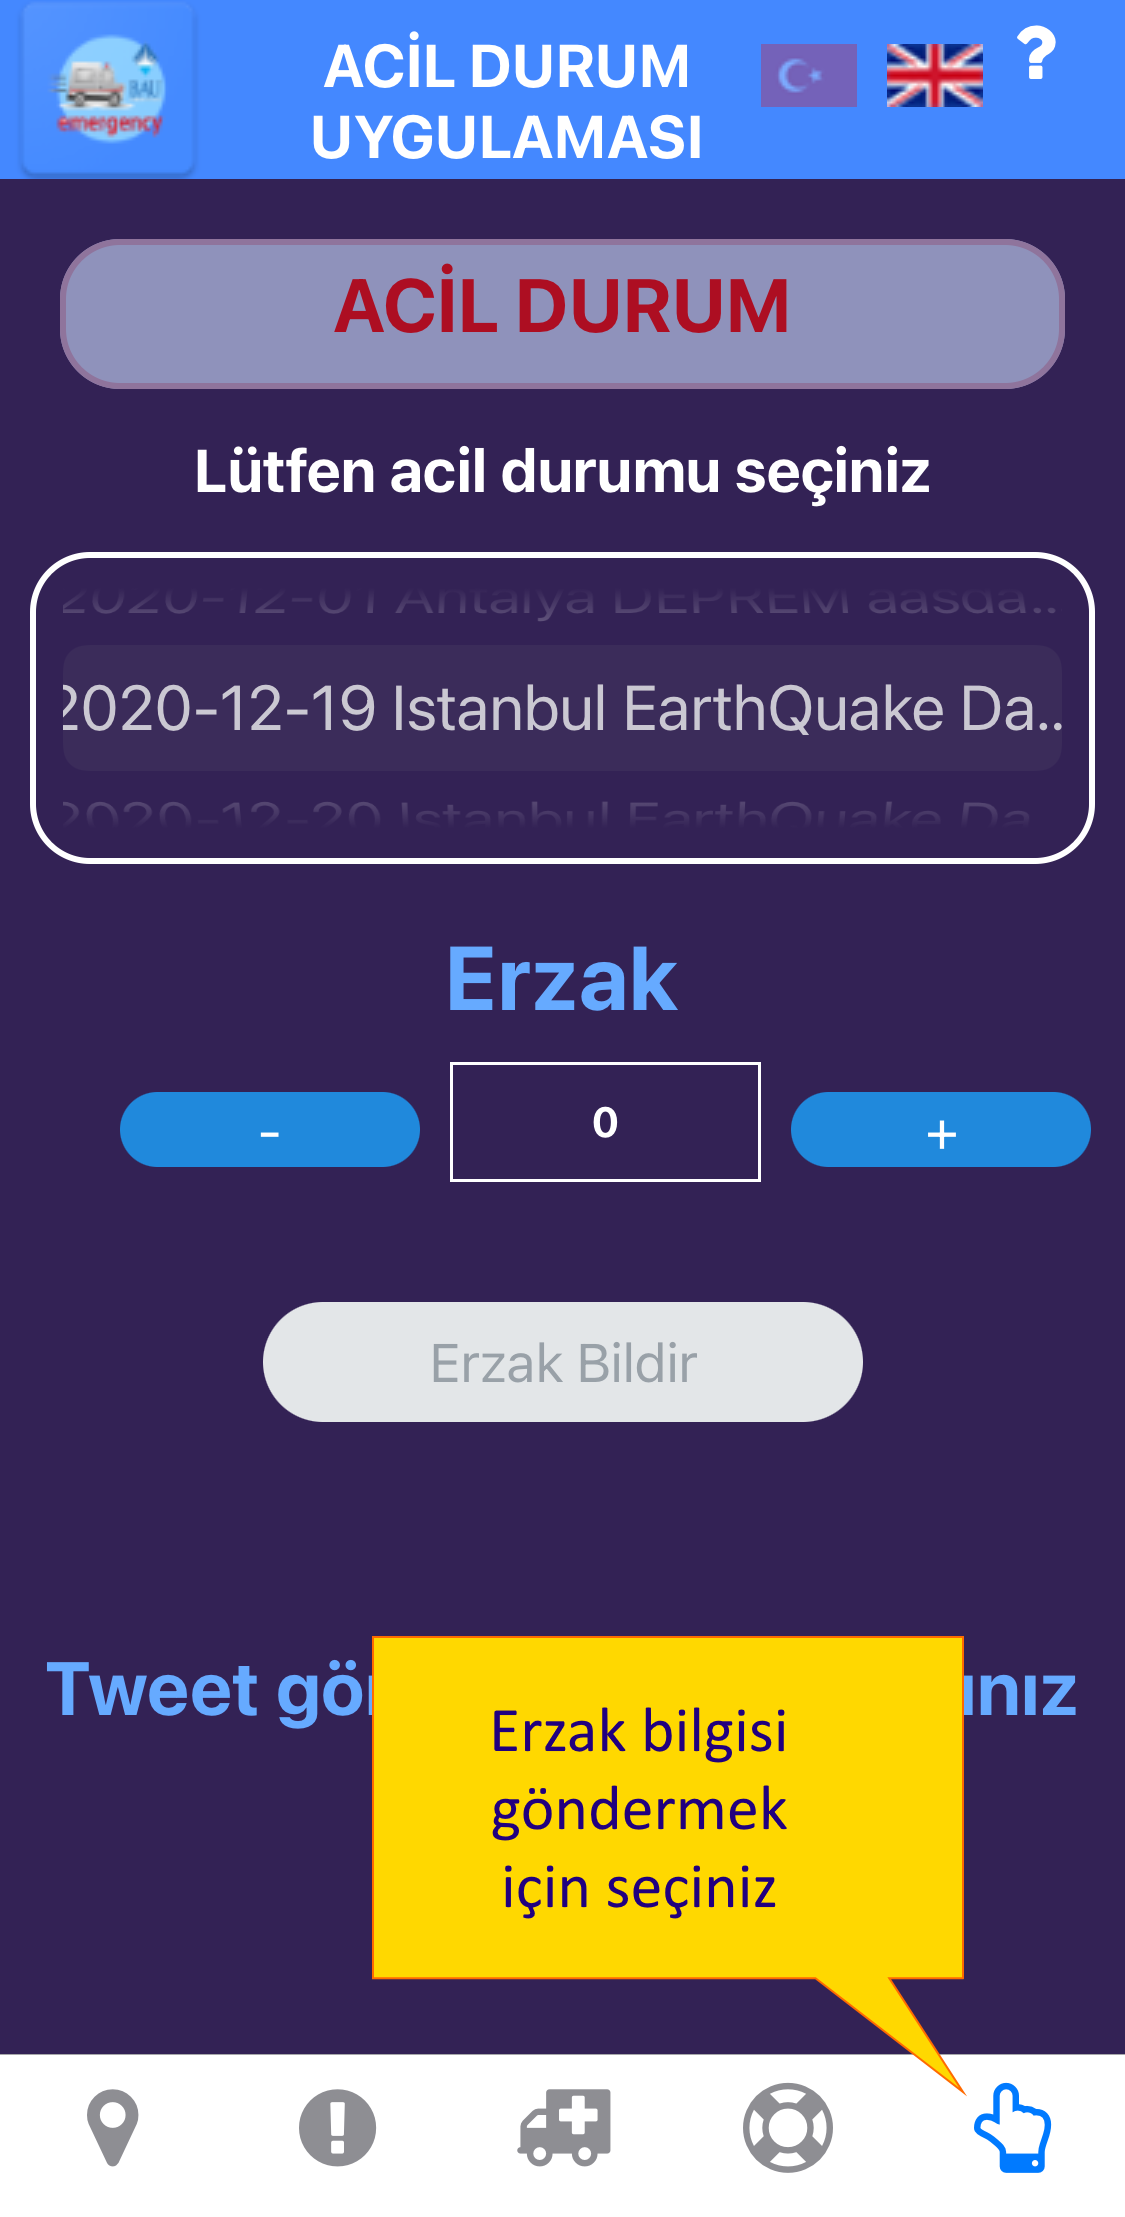 BAU
emergency
ACİL DURUM
UYGULAMASI
?
ACİL DURUM
Lütfen acil durumu seçiniz
2020-12-01 Antalya DEPREM aasda..
2020-12-19 Istanbul EarthQuake Da..
2020-12-20 Istanbul EarthQuake Da
Erzak
- 0 +
Erzak Bildir
Tweet gö
ınız
Erzak bilgisi
göndermek
için seçiniz